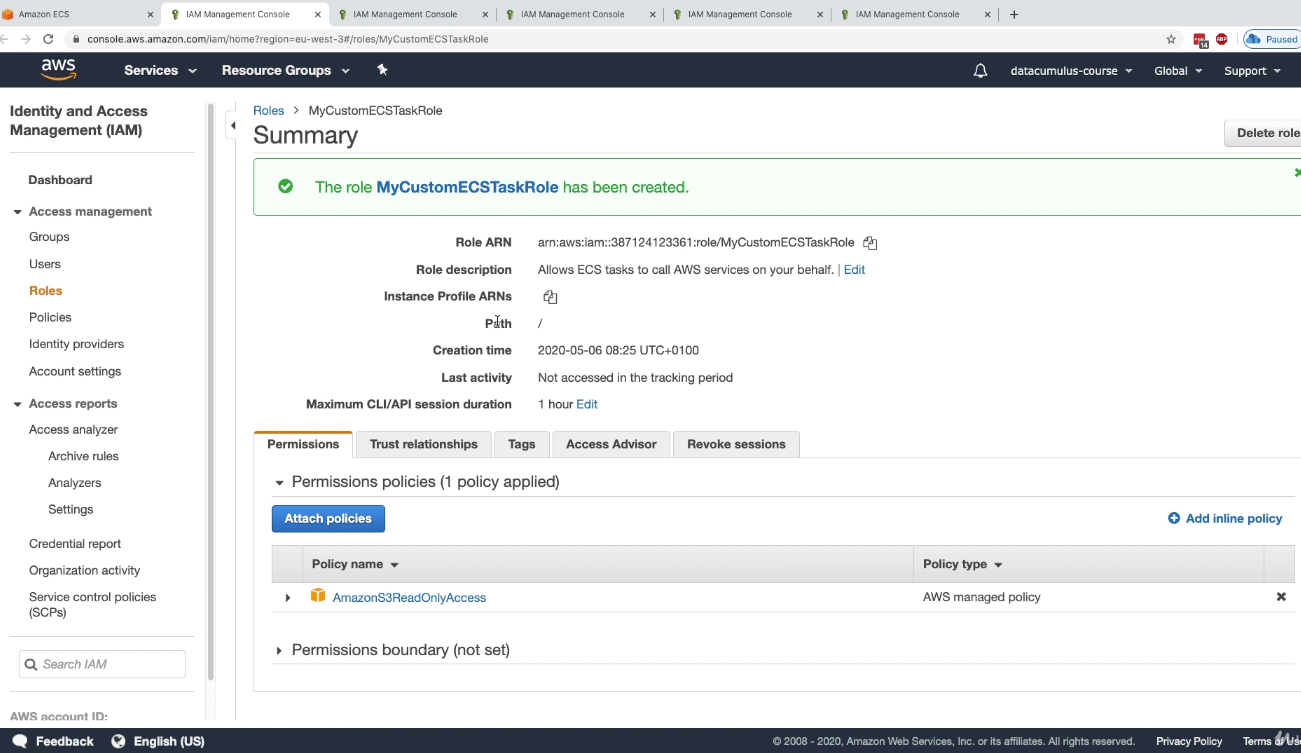 Amazon ECS
IAM Management Console
IAM Management Console
IAM Management Console
IAM Management Console
IAM Management Console
console.aws.amazon.com/iam/home?region=eu-west-3#/roles/MyCustomECSTaskRole
14
ABP
Paused
aws
Services
Resource Groups
datacumulus-course
Global
Support
Identity and Access
Management (IAM)
Dashboard
Access management
Groups
Users
Roles
Policies
Identity providers
Account settings
Access reports
Access analyzer
Archive rules
Analyzers
Settings
Credential report
Organization activity
Service control policies
(SCPs)
Search IAM
AWS account ID:
Roles > MyCustomECSTaskRole
Summary
Delete role
The role MyCustomECSTaskRole has been created.
Role ARN arn:aws:iam::387124123361:role/MyCustomECSTaskRole
Role description Allows ECS tasks to call AWS services on your behalf. | Edit
Instance Profile ARNs
Path /
Creation time 2020-05-06 08:25 UTC+0100
Last activity Not accessed in the tracking period
Maximum CLI/API session duration 1 hour Edit
Permissions Trust relationships Tags Access Advisor Revoke sessions
Permissions policies (1 policy applied)
Attach policies
Add inline policy
Policy name Policy type
AmazonS3ReadOnlyAccess AWS managed policy
Permissions boundary (not set)
Feedback English (US)
© 2008 - 2020, Amazon Web Services, Inc. or its affiliates. All rights reserved. Privacy Policy Terms of Use